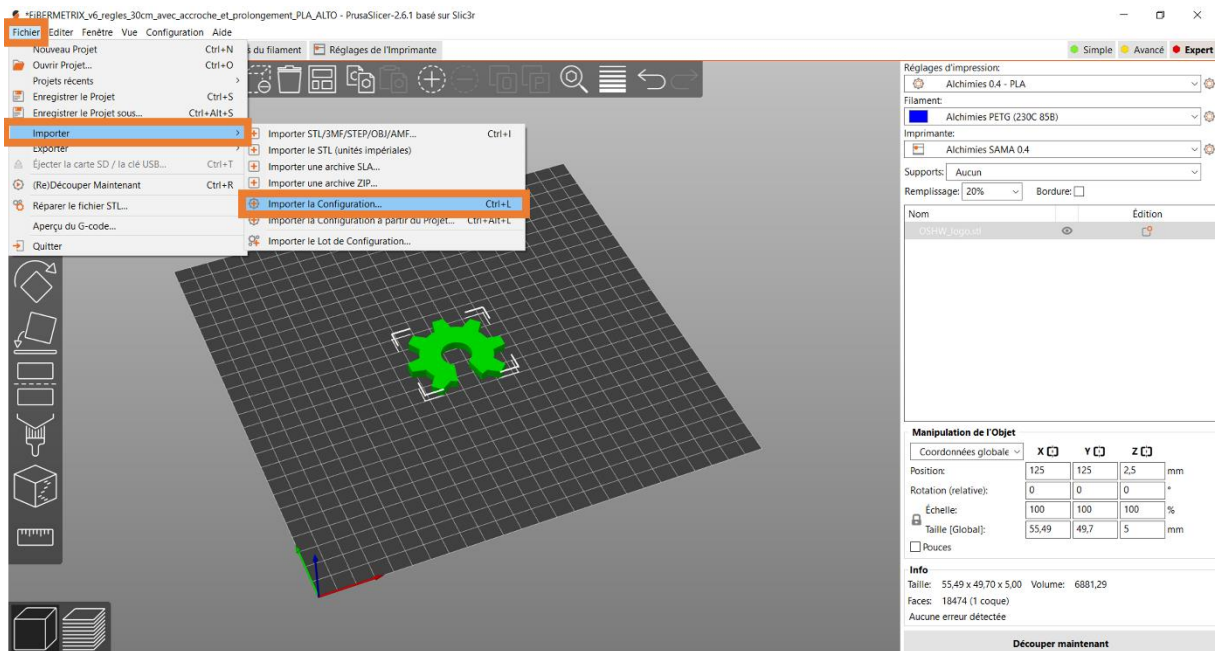 *FiBERMETRIX_v6_regles_30cm_avec_accroche_et_prolongement_PLA_ALTO - PrusaSlicer-2.6.1 basé sur Slic3r
Fichier Editer Fenêtre Vue Configuration Aide
du filament Réglages de l'Imprimante
Simple Avancé Expert
Nouveau Projet Ctrl+N
Ouvrir Projet... Ctrl+O
Projets récents >
Enregistrer le Projet Ctrl+S
Enregistrer le Projet sous... Ctrl+Alt+S
Importer >
Exporter
Éjecter la carte SD / la clé USB... Ctrl+T
(Re)Découper Maintenant Ctrl+R
Réparer le fichier STL...
Aperçu du G-code...
Quitter
Importer STL/3MF/STEP/OBJ/AMF... Ctrl+I
Importer le STL (unités impériales)
Importer une archive SLA...
Importer une archive ZIP...
Importer la Configuration... Ctrl+L
Importer la Configuration à partir du Projet... Ctrl+Alt+L
Importer le Lot de Configuration...
Réglages d'impression:
Alchimies 0.4 - PLA
Filament:
Alchimies PETG (230C 85B)
Imprimante:
Alchimies SAMA 0.4
Supports: Aucun
Remplissage: 20% Bordure:
Nom Édition
OSHW_logo.stl
Manipulation de l'Objet
Coordonnées globale X Y Z
Position: 125 125 2,5 mm
Rotation (relative): 0 0 0 °
Échelle: 100 100 100 %
Taille [Global]: 55,49 49,7 5 mm
Pouces
Info
Taille: 55,49 x 49,70 x 5,00 Volume: 6881,29
Faces: 18474 (1 coque)
Aucune erreur détectée
Découper maintenant